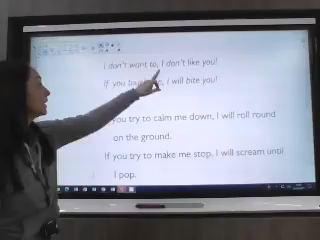 I don't want to, I don't like you!
If you in, I will bite you!
you try to calm me down, I will roll round
on the ground.
If you try to make me stop, I will scream until
I pop.